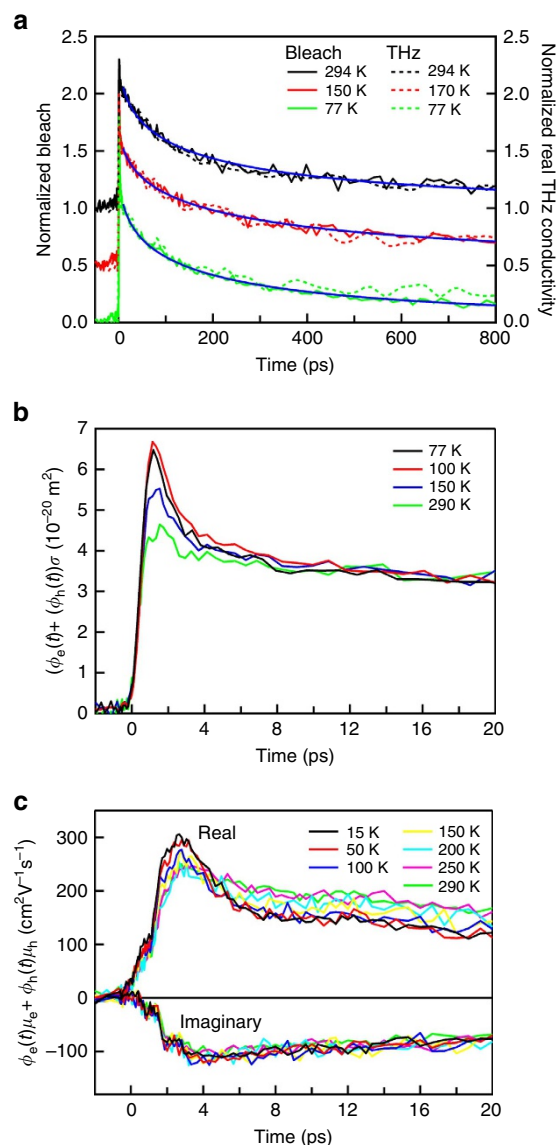 a
2.5
2.0
1.5
1.0
0.5
0.0
Normalized bleach
Bleach
294 K
150 K
77 K
THz
294 K
170 K
77 K
2.5
2.0
1.5
1.0
0.5
0.0
Normalized real THz conductivity
200
400
600
800
Time (ps)
b
7
6
5
4
3
2
1
0
(ϕe(t)+ (ϕh(t))σ (10−20 m2)
77 K
100 K
150 K
290 K
0
4
8
12
16
20
Time (ps)
c
300
200
100
0
−100
ϕe(t)μe+ ϕh(t)μh (cm2V−1s−1)
Real
Imaginary
15 K
50 K
100 K
150 K
200 K
250 K
290 K
0
4
8
12
16
20
Time (ps)